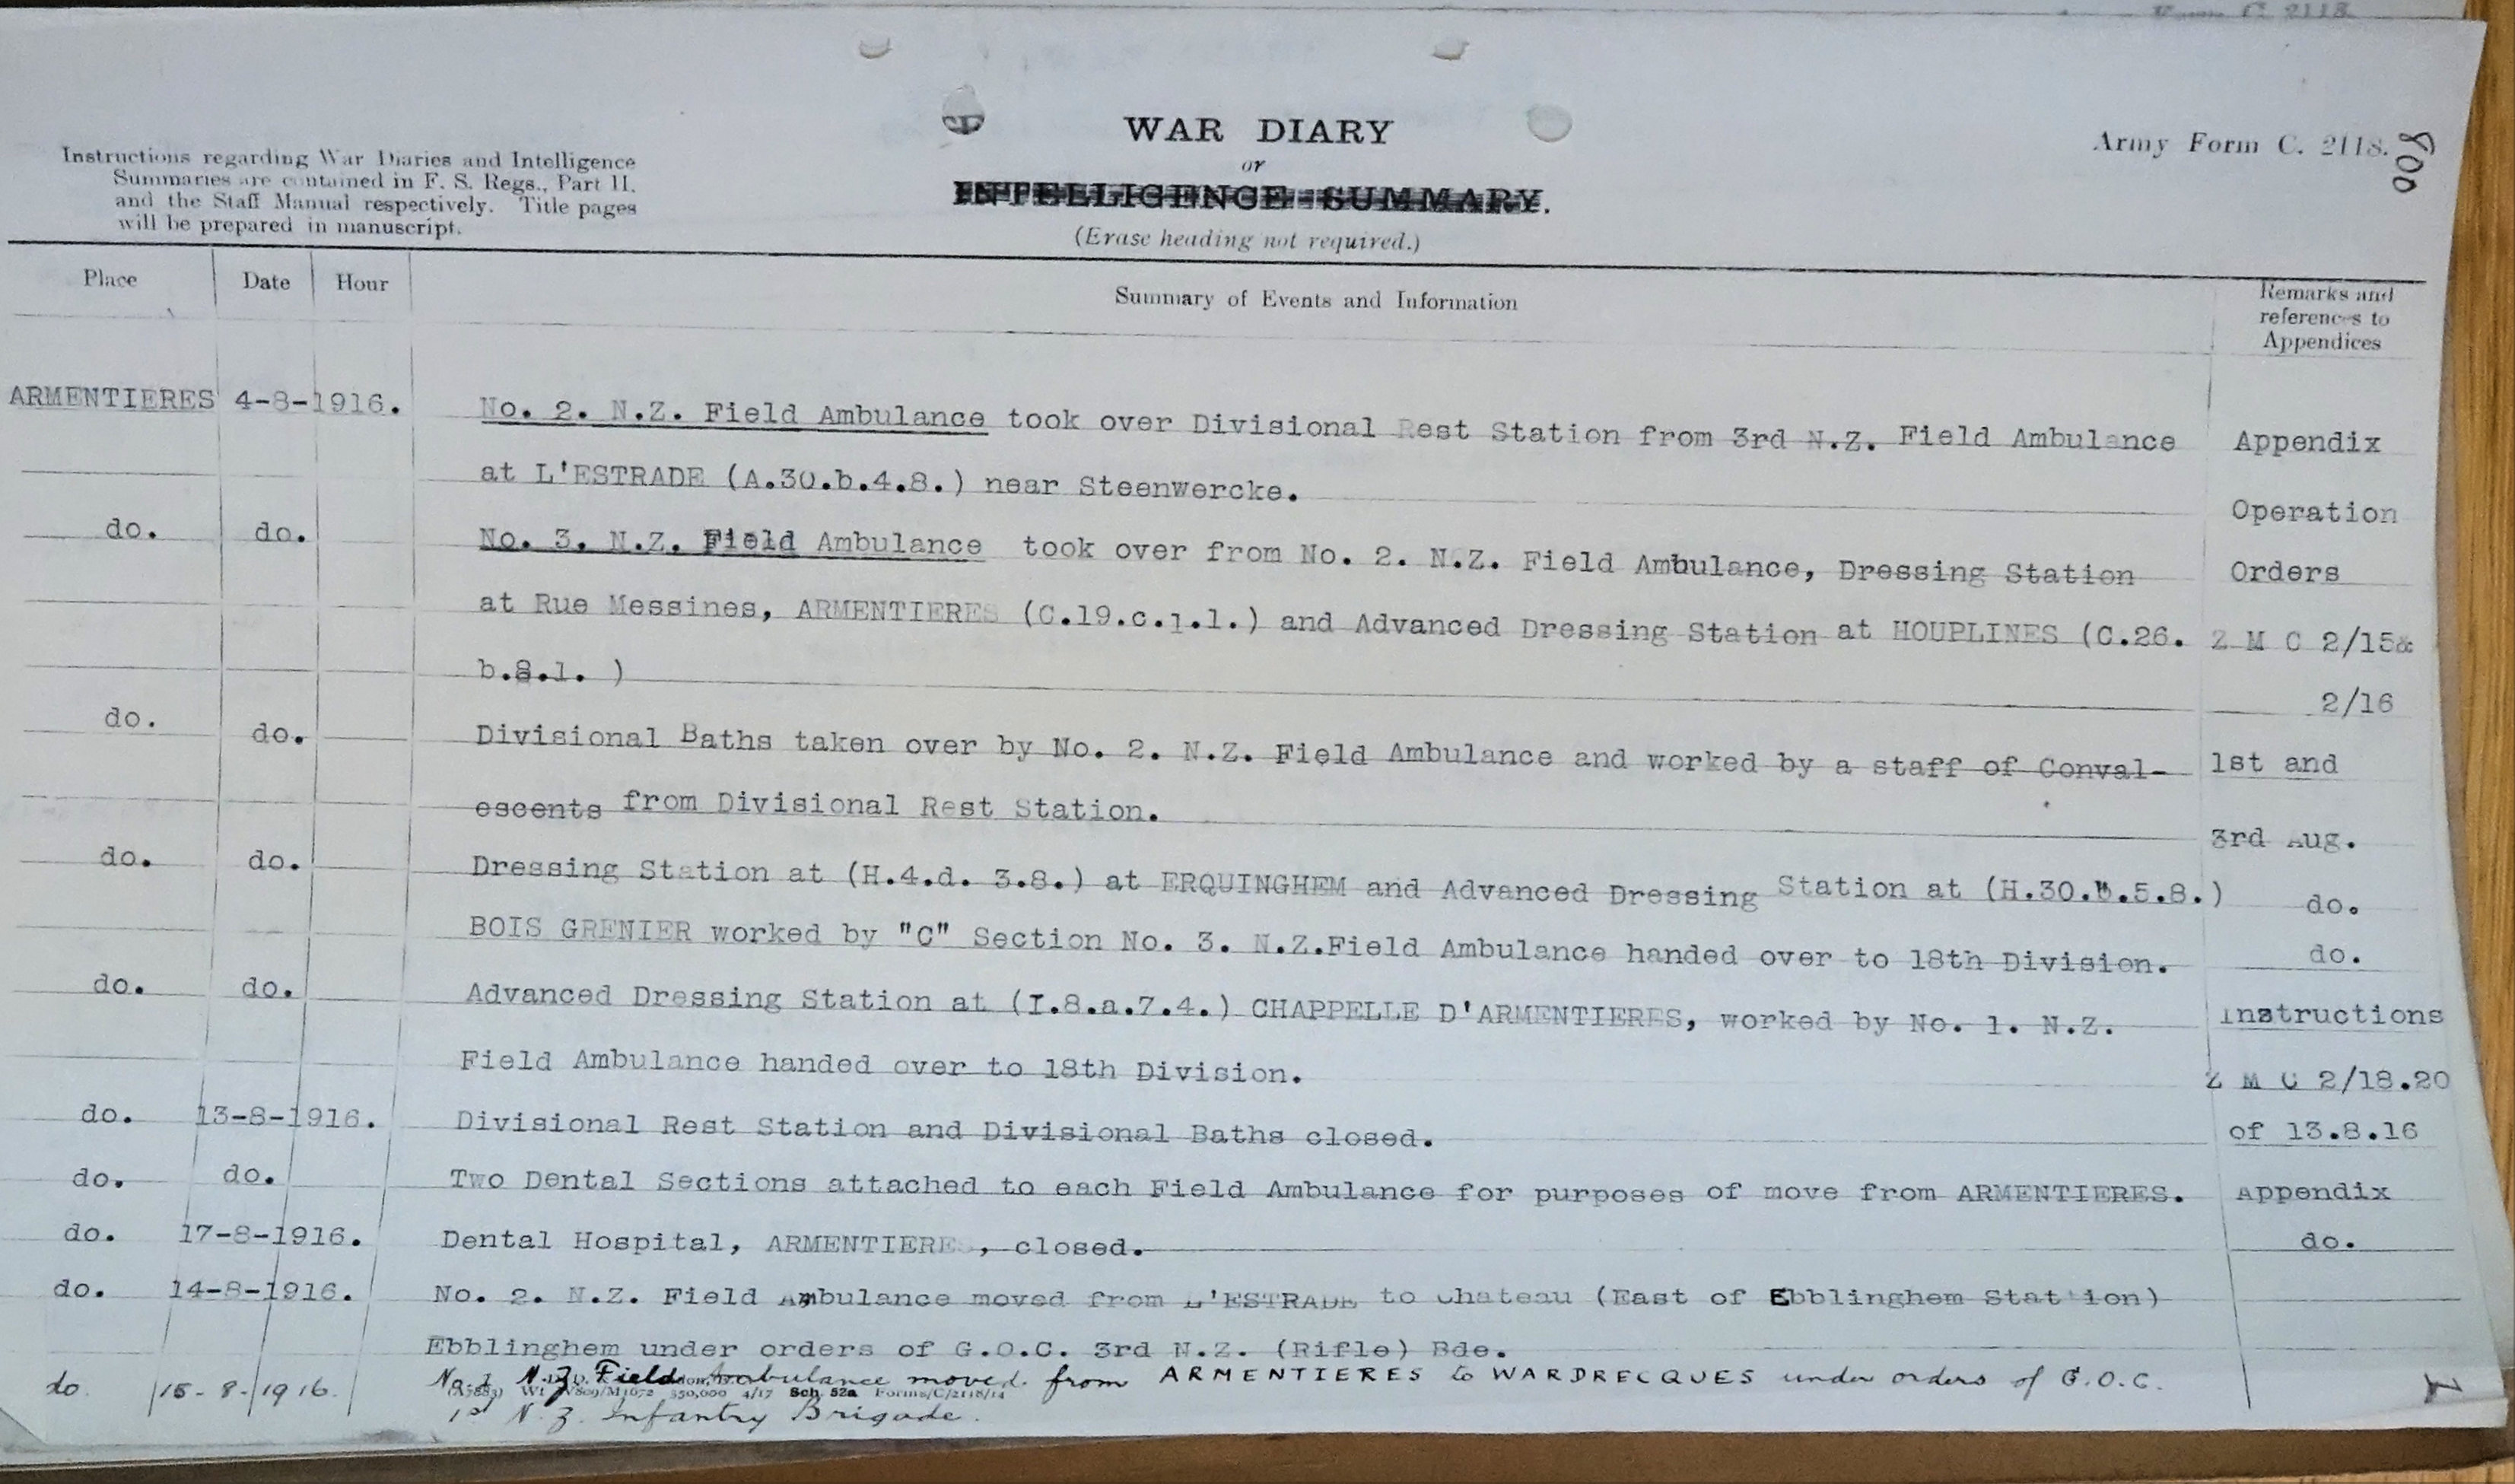 Form C. 2118.
WAR DIARY
or
INTELLIGENCE SUMMARY.
(Erase heading not required.)
Army Form C. 2118.
800
Instructions regarding War Diaries and Intelligence
Summaries are contained in F. S. Regs., Part II.
and the Staff Manual respectively. Title pages
will be prepared in manuscript.
Place Date Hour Summary of Events and Information Remarks and
references to
Appendices
ARMENTIERES 4-8-1916. No. 2. N.Z. Field Ambulance took over Divisional Rest Station from 3rd N.Z. Field Ambulance Appendix
at L'ESTRADE (A.30.b.4.8.) near Steenwercke. Operation
do. do. No. 3. N.Z. Field Ambulance took over from No. 2. N.Z. Field Ambulance, Dressing Station Orders
at Rue Messines, ARMENTIERES (C.19.c.1.1.) and Advanced Dressing Station at HOUPLINES (C.26. Z M C 2/15&
b.8.1. ) 2/16
do. do. Divisional Baths taken over by No. 2. N.Z. Field Ambulance and worked by a staff of Conval- 1st and
escents from Divisional Rest Station. 3rd Aug.
do. do. Dressing Station at (H.4.d. 3.8.) at ERQUINGHEM and Advanced Dressing Station at (H.30.b.5.8.) do.
BOIS GRENIER worked by "C" Section No. 3. N.Z.Field Ambulance handed over to 18th Division. do.
do. do. Advanced Dressing Station at (I.8.a.7.4.) CHAPPELLE D'ARMENTIERES, worked by No. 1. N.Z. Instructions
Field Ambulance handed over to 18th Division. Z M C 2/18.20
do. 13-8-1916. Divisional Rest Station and Divisional Baths closed. of 13.8.16
do. do. Two Dental Sections attached to each Field Ambulance for purposes of move from ARMENTIERES. Appendix
do. 17-8-1916. Dental Hospital, ARMENTIERES, closed. do.
do. 14-8-1916. No. 2. N.Z. Field Ambulance moved from L'ESTRADE to Chateau (East of Ebblinghem Station)
Ebblinghem under orders of G.O.C. 3rd N.Z. (Rifle) Bde.
do. 15-8-1916. No. 1 N.Z. Field Ambulance moved from ARMENTIERES to WARDRECQUES under orders of G.O.C.
350,000 4/17 Sch. 52a Forms/C/2118/14
1st N.Z. Infantry Brigade.